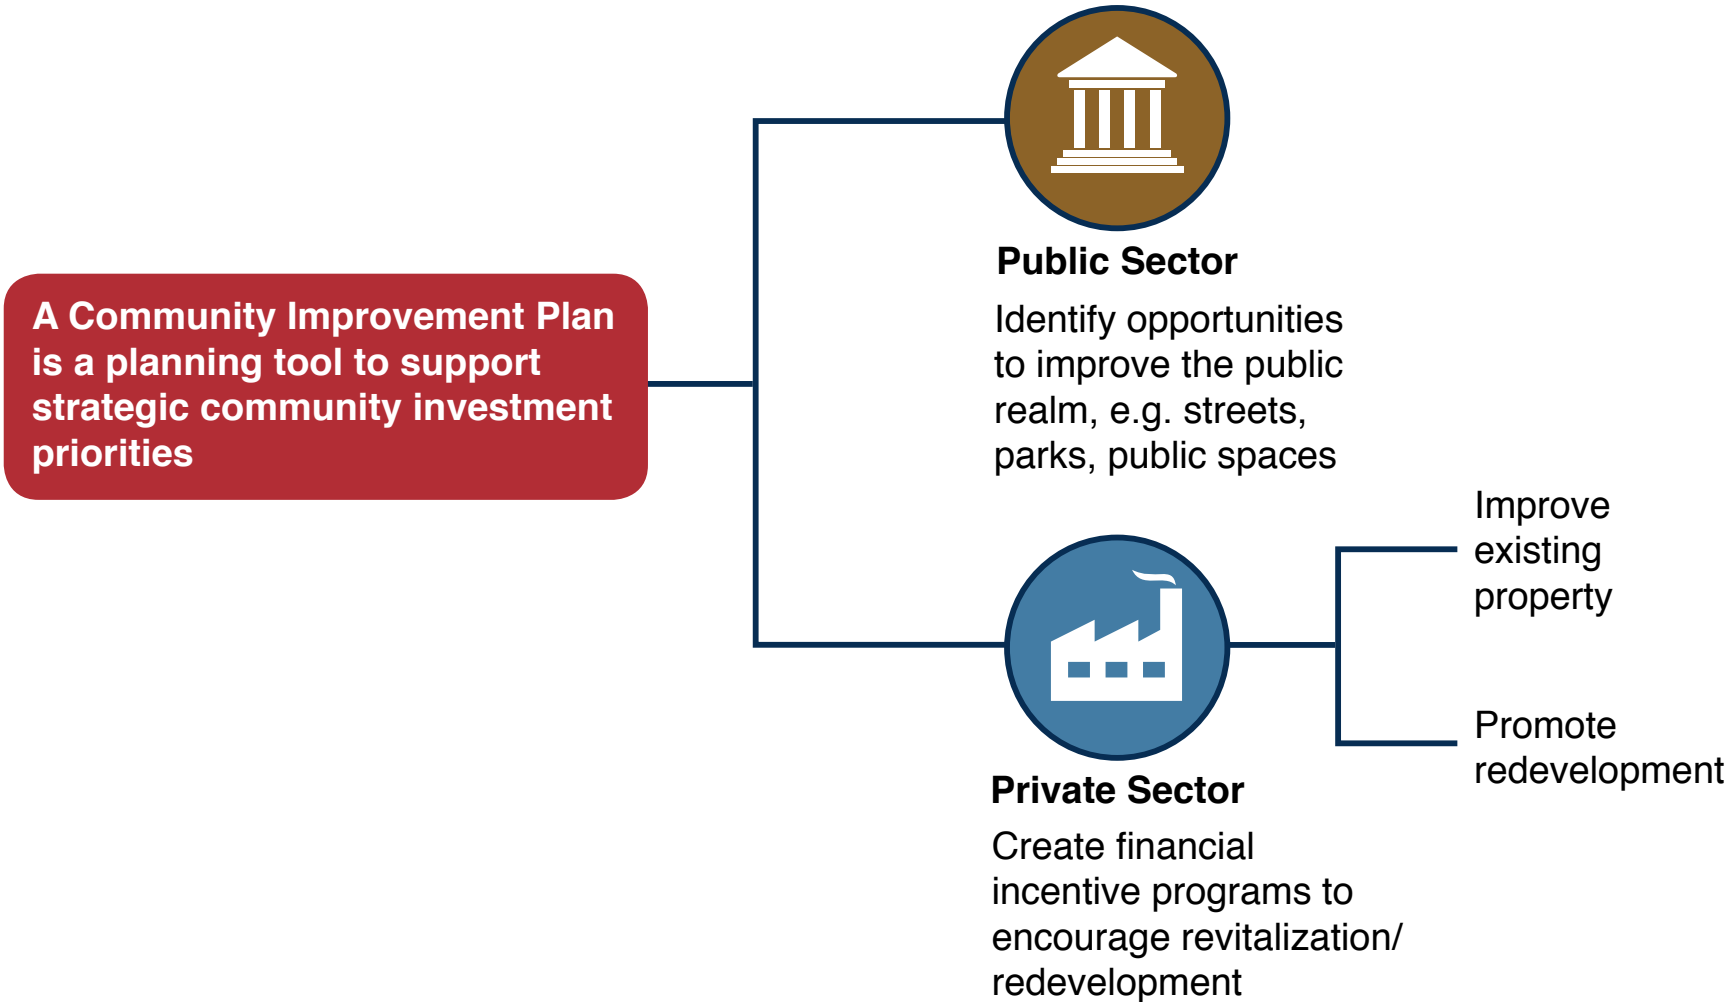 A Community Improvement Plan
is a planning tool to support
strategic community investment
priorities
Public Sector
Identify opportunities
to improve the public
realm, e.g. streets,
parks, public spaces
Private Sector
Create financial
incentive programs to
encourage revitalization/
redevelopment
Improve
existing
property
Promote
redevelopment